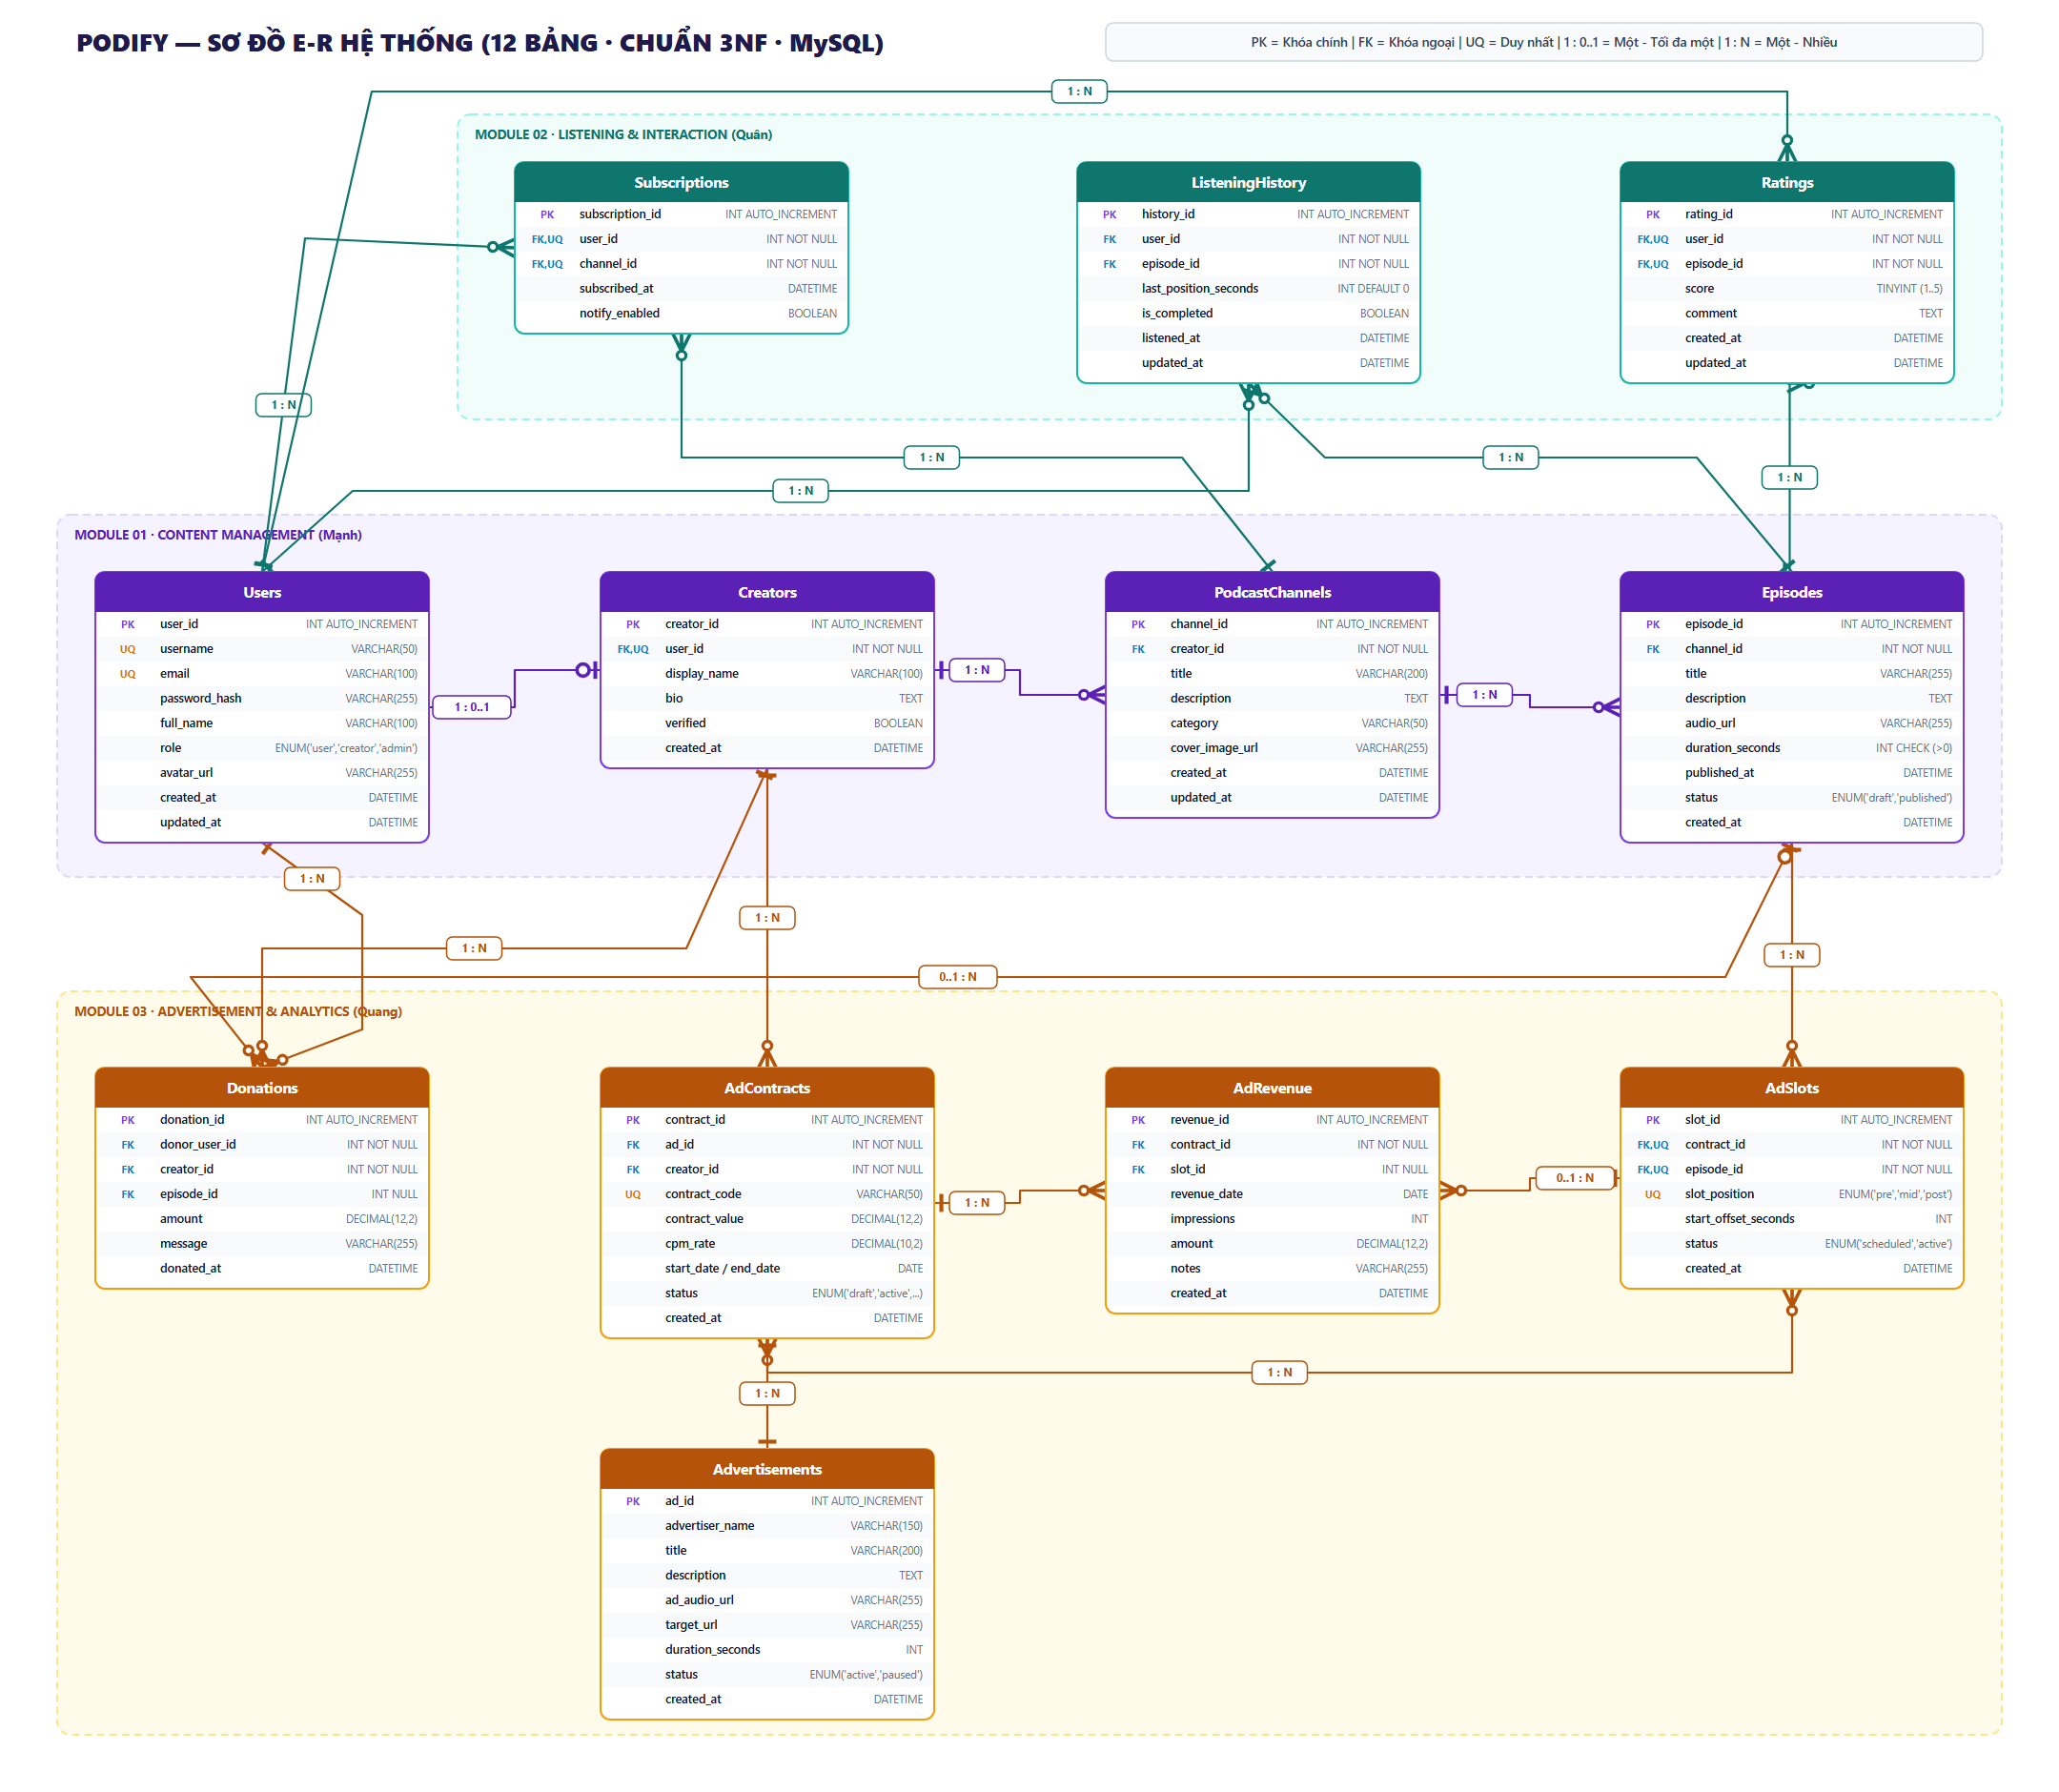 PODIFY — SƠ ĐỒ E-R HỆ THỐNG (12 BẢNG · CHUẨN 3NF · MySQL)
PK = Khóa chính | FK = Khóa ngoại | UQ = Duy nhất | 1 : 0..1 = Một - Tối đa một | 1 : N = Một - Nhiều
1 : N
MODULE 02 · LISTENING & INTERACTION (Quân)
Subscriptions
PK subscription_id INT AUTO_INCREMENT
FK,UQ user_id INT NOT NULL
FK,UQ channel_id INT NOT NULL
subscribed_at DATETIME
notify_enabled BOOLEAN
ListeningHistory
PK history_id INT AUTO_INCREMENT
FK user_id INT NOT NULL
FK episode_id INT NOT NULL
last_position_seconds INT DEFAULT 0
is_completed BOOLEAN
listened_at DATETIME
updated_at DATETIME
Ratings
PK rating_id INT AUTO_INCREMENT
FK,UQ user_id INT NOT NULL
FK,UQ episode_id INT NOT NULL
score TINYINT (1..5)
comment TEXT
created_at DATETIME
updated_at DATETIME
1 : N
1 : N
1 : N
1 : N
1 : N
MODULE 01 · CONTENT MANAGEMENT (Mạnh)
Users
PK user_id INT AUTO_INCREMENT
UQ username VARCHAR(50)
UQ email VARCHAR(100)
password_hash VARCHAR(255)
full_name VARCHAR(100)
role ENUM('user','creator','admin')
avatar_url VARCHAR(255)
created_at DATETIME
updated_at DATETIME
1 : 0..1
Creators
PK creator_id INT AUTO_INCREMENT
FK,UQ user_id INT NOT NULL
display_name VARCHAR(100)
bio TEXT
verified BOOLEAN
created_at DATETIME
1 : N
PodcastChannels
PK channel_id INT AUTO_INCREMENT
FK creator_id INT NOT NULL
title VARCHAR(200)
description TEXT
category VARCHAR(50)
cover_image_url VARCHAR(255)
created_at DATETIME
updated_at DATETIME
1 : N
Episodes
PK episode_id INT AUTO_INCREMENT
FK channel_id INT NOT NULL
title VARCHAR(255)
description TEXT
audio_url VARCHAR(255)
duration_seconds INT CHECK (>0)
published_at DATETIME
status ENUM('draft','published')
created_at DATETIME
1 : N
1 : N
1 : N
1 : N
0..1 : N
MODULE 03 · ADVERTISEMENT & ANALYTICS (Quang)
Donations
PK donation_id INT AUTO_INCREMENT
FK donor_user_id INT NOT NULL
FK creator_id INT NOT NULL
FK episode_id INT NULL
amount DECIMAL(12,2)
message VARCHAR(255)
donated_at DATETIME
AdContracts
PK contract_id INT AUTO_INCREMENT
FK ad_id INT NOT NULL
FK creator_id INT NOT NULL
UQ contract_code VARCHAR(50)
contract_value DECIMAL(12,2)
cpm_rate DECIMAL(10,2)
start_date / end_date DATE
status ENUM('draft','active',...)
created_at DATETIME
1 : N
AdRevenue
PK revenue_id INT AUTO_INCREMENT
FK contract_id INT NOT NULL
FK slot_id INT NULL
revenue_date DATE
impressions INT
amount DECIMAL(12,2)
notes VARCHAR(255)
created_at DATETIME
0..1 : N
AdSlots
PK slot_id INT AUTO_INCREMENT
FK,UQ contract_id INT NOT NULL
FK,UQ episode_id INT NOT NULL
UQ slot_position ENUM('pre','mid','post')
start_offset_seconds INT
status ENUM('scheduled','active')
created_at DATETIME
1 : N
1 : N
Advertisements
PK ad_id INT AUTO_INCREMENT
advertiser_name VARCHAR(150)
title VARCHAR(200)
description TEXT
ad_audio_url VARCHAR(255)
target_url VARCHAR(255)
duration_seconds INT
status ENUM('active','paused')
created_at DATETIME